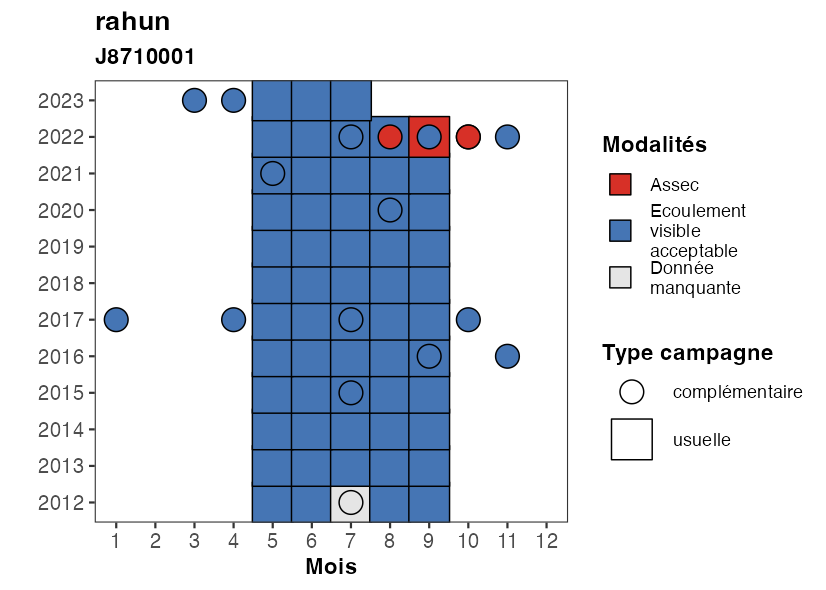 rahun
J8710001
2023
2022
2021
2020
2019
2018
2017
2016
2015
2014
2013
2012
1 2 3 4 5 6 7 8 9 10 11 12
Mois
Modalités
Assec
Ecoulement
visible
acceptable
Donnée
manquante
Type campagne
complémentaire
usuelle